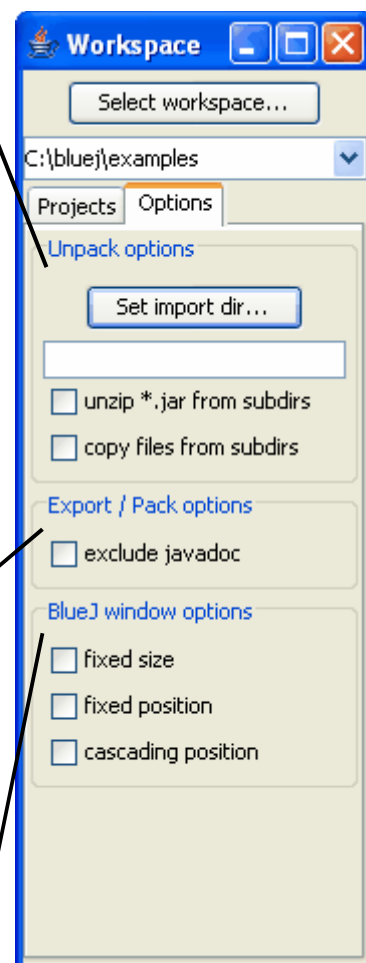 Workspace
Select workspace...
C:\bluej\examples
Projects Options
Unpack options
Set import dir...
unzip *.jar from subdirs
copy files from subdirs
Export / Pack options
exclude javadoc
BlueJ window options
fixed size
fixed position
cascading position